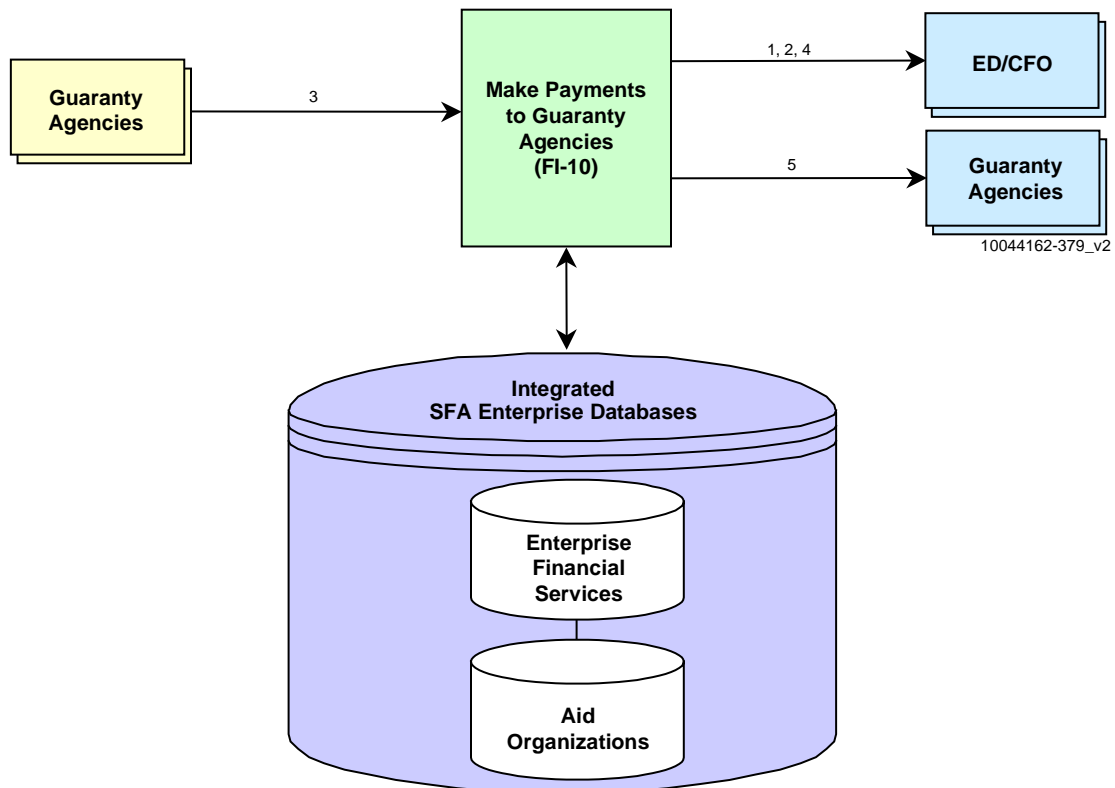 Guaranty
Agencies
3
Make Payments
to Guaranty
Agencies
(FI-10)
1, 2, 4
ED/CFO
5
Guaranty
Agencies
10044162-379_v2
Integrated
SFA Enterprise Databases
Enterprise
Financial
Services
Aid
Organizations